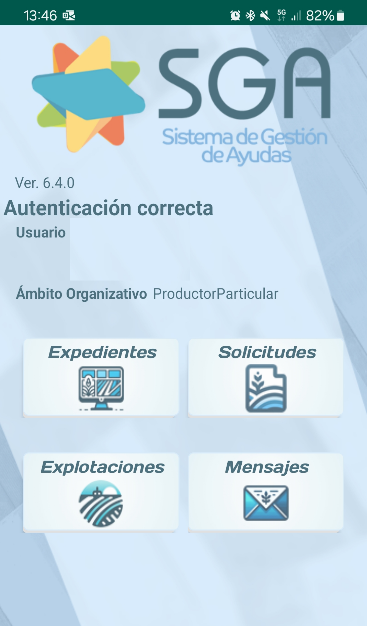 13:46 5G 82%
SGA
Sistema de Gestión
de Ayudas
Ver. 6.4.0
Autenticación correcta
Usuario
Ámbito Organizativo ProductorParticular
Expedientes Solicitudes
Explotaciones Mensajes